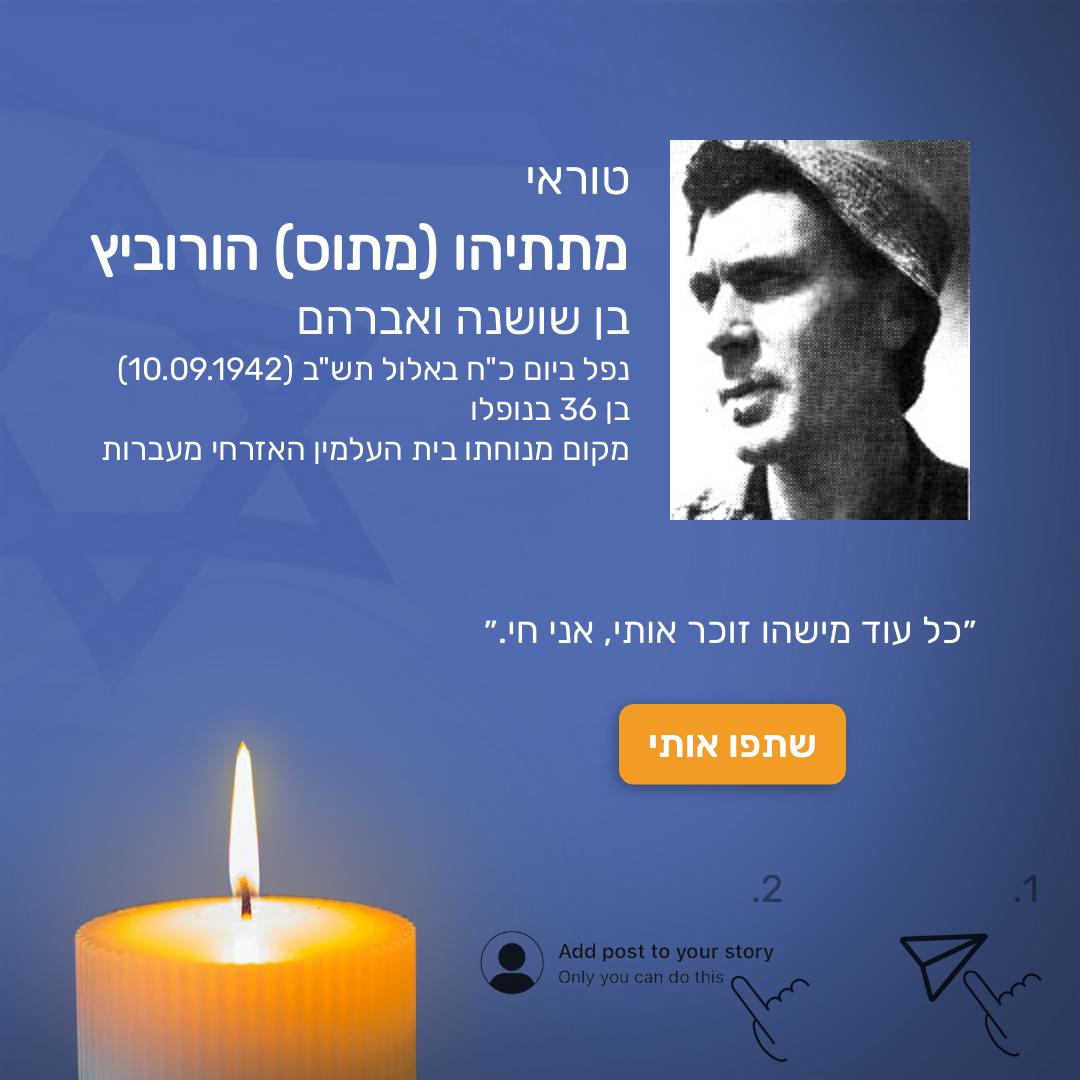 טוראי
מתתיהו (מתוס) הורוביץ
בן שושנה ואברהם
נפל ביום כ"ח באלול תש"ב (10.09.1942)
בן 36 בנופלו
מקום מנוחתו בית העלמין האזרחי מעברות
״כל עוד מישהו זוכר אותי, אני חי.״
שתפו אותי
1.
2.
Add post to your story
Only you can do this